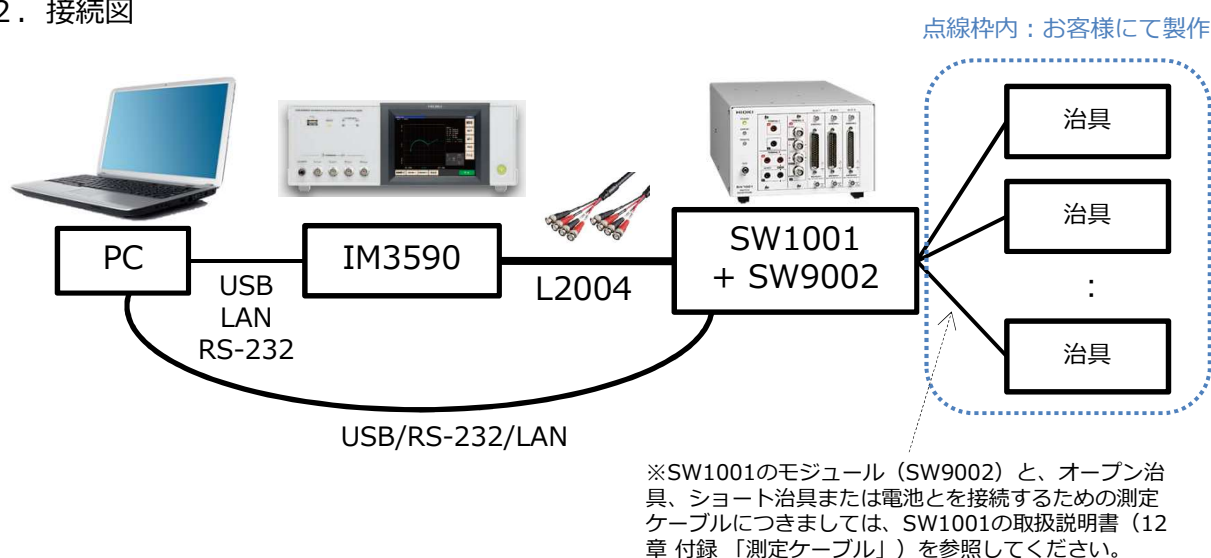 2．接続図
点線枠内：お客様にて製作
HIOKI
HIOKI
SW1001
治具
治具
:
治具
PC
IM3590
SW1001
+ SW9002
USB
LAN
RS-232
L2004
USB/RS-232/LAN
※SW1001のモジュール（SW9002）と、オープン治
具、ショート治具または電池とを接続するための測定
ケーブルにつきましては、SW1001の取扱説明書（12
章 付録 「測定ケーブル」）を参照してください。